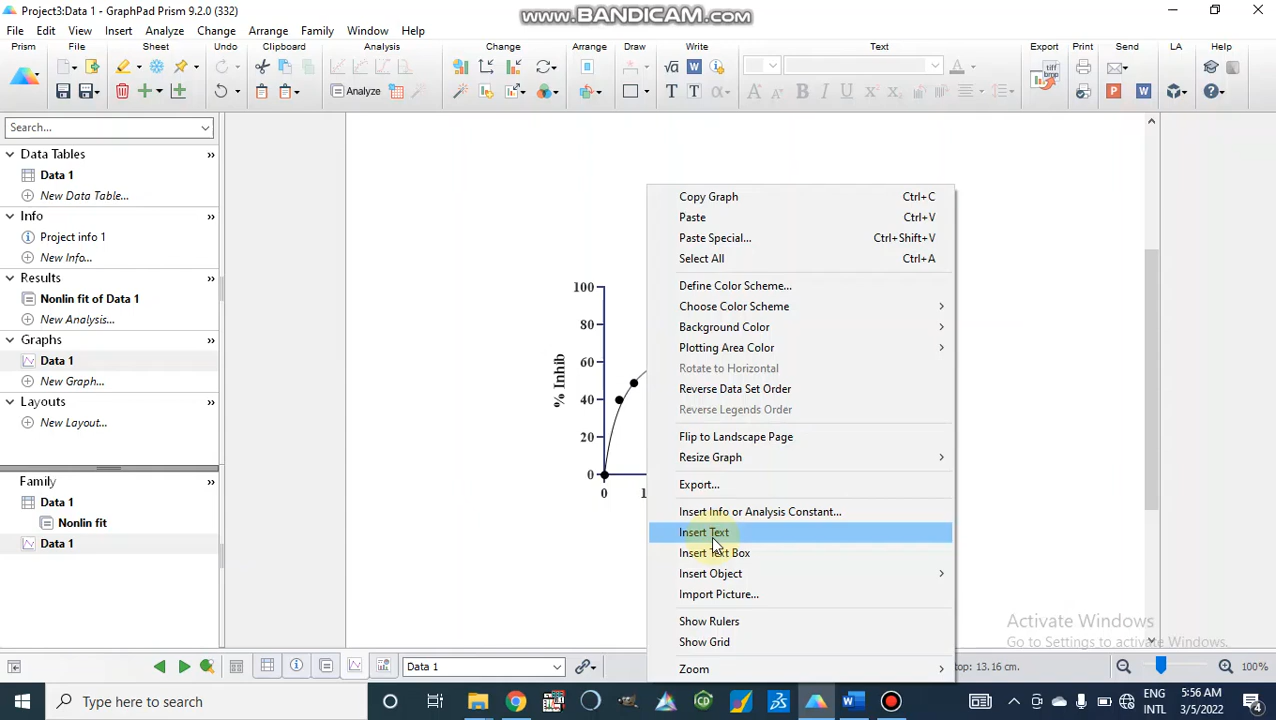 Project3:Data 1 - GraphPad Prism 9.2.0 (332)
www.BANDICAM.com
File Edit View Insert Analyze Change Arrange Family Window Help
Prism File Sheet Undo Clipboard Analysis Change Arrange Draw Write Text Export Print Send LA Help
Analyze
Search...
Data Tables
Data 1
New Data Table...
Info
Project info 1
New Info...
Results
Nonlin fit of Data 1
New Analysis...
Graphs
Data 1
New Graph...
Layouts
New Layout...
Family
Data 1
Nonlin fit
Data 1
100
80
60
40
20
0
% Inhib
0
Copy Graph Ctrl+C
Paste Ctrl+V
Paste Special... Ctrl+Shift+V
Select All Ctrl+A
Define Color Scheme...
Choose Color Scheme
Background Color
Plotting Area Color
Rotate to Horizontal
Reverse Data Set Order
Reverse Legends Order
Flip to Landscape Page
Resize Graph
Export...
Insert Info or Analysis Constant...
Insert Text
Insert Text Box
Insert Object
Import Picture...
Show Rulers
Show Grid
Zoom
Activate Windows
Go to Settings to activate Windows.
Data 1
top: 13.16 cm.
100%
Type here to search
ENG
INTL
5:56 AM
3/5/2022
4